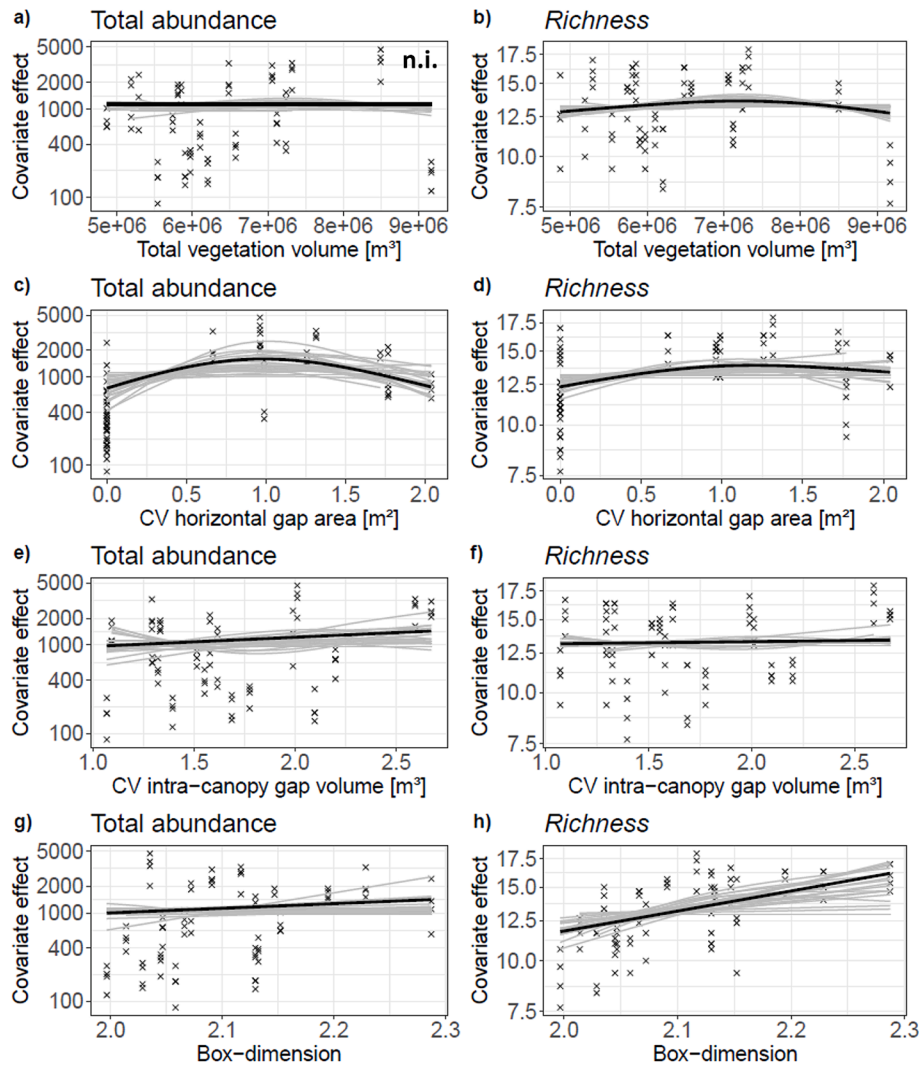 a) Total abundance
n.i.
5000
2000
1000
400
100
Covariate effect
5e+06 6e+06 7e+06 8e+06 9e+06
Total vegetation volume [m³]
b) Richness
17.5
15.0
12.5
10.0
7.5
Covariate effect
5e+06 6e+06 7e+06 8e+06 9e+06
Total vegetation volume [m³]
c) Total abundance
5000
2000
1000
400
100
Covariate effect
0.0 0.5 1.0 1.5 2.0
CV horizontal gap area [m²]
d) Richness
17.5
15.0
12.5
10.0
7.5
Covariate effect
0.0 0.5 1.0 1.5 2.0
CV horizontal gap area [m²]
e) Total abundance
5000
2000
1000
400
100
Covariate effect
1.0 1.5 2.0 2.5
CV intra−canopy gap volume [m³]
f) Richness
17.5
15.0
12.5
10.0
7.5
Covariate effect
1.0 1.5 2.0 2.5
CV intra−canopy gap volume [m³]
g) Total abundance
5000
2000
1000
400
100
Covariate effect
2.0 2.1 2.2 2.3
Box−dimension
h) Richness
17.5
15.0
12.5
10.0
7.5
Covariate effect
2.0 2.1 2.2 2.3
Box−dimension